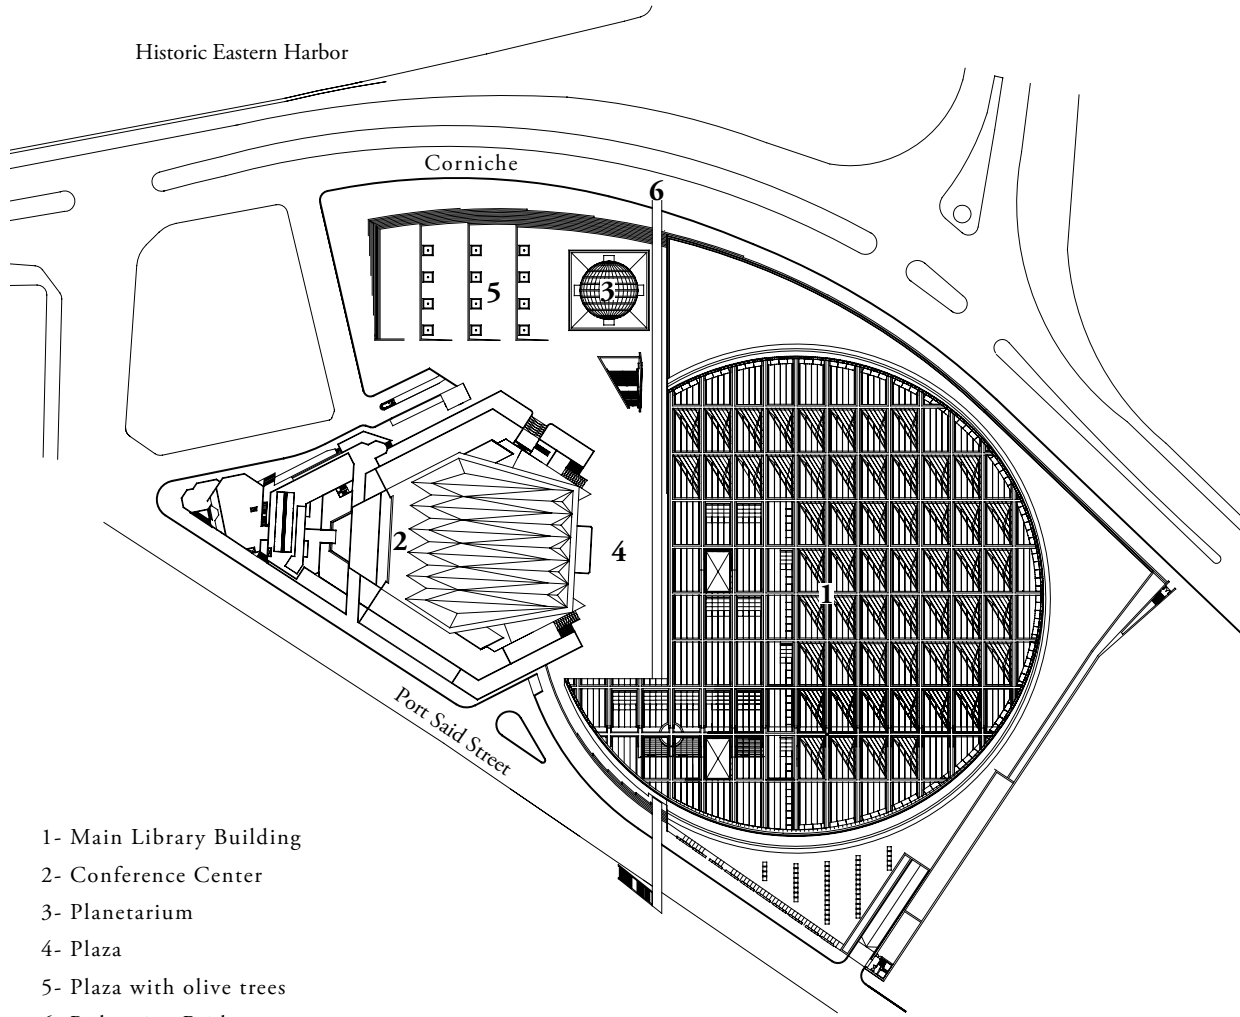 Historic Eastern Harbor
Corniche
6
5
3
2
4
1
Port Said Street
1- Main Library Building
2- Conference Center
3- Planetarium
4- Plaza
5- Plaza with olive trees